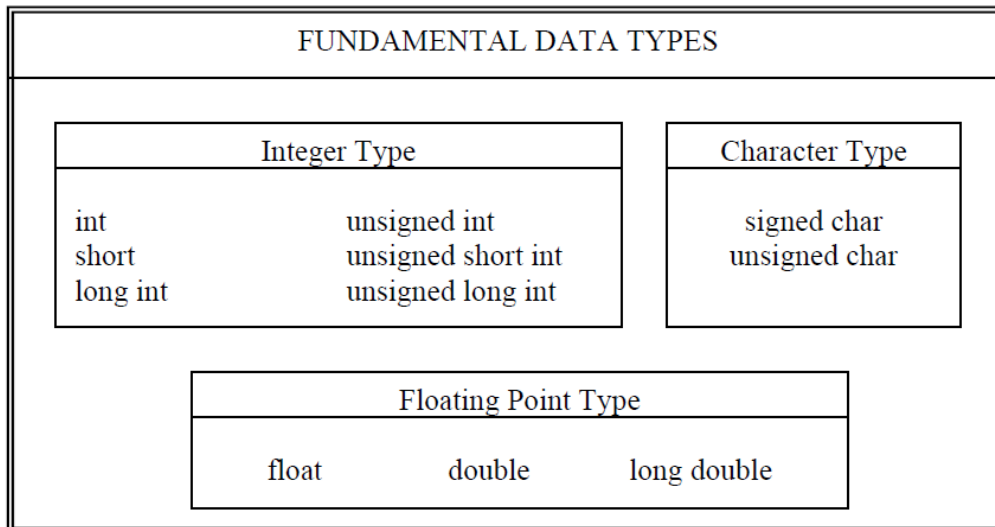 FUNDAMENTAL DATA TYPES
Integer Type
int unsigned int
short unsigned short int
long int unsigned long int
Character Type
signed char
unsigned char
Floating Point Type
float double long double